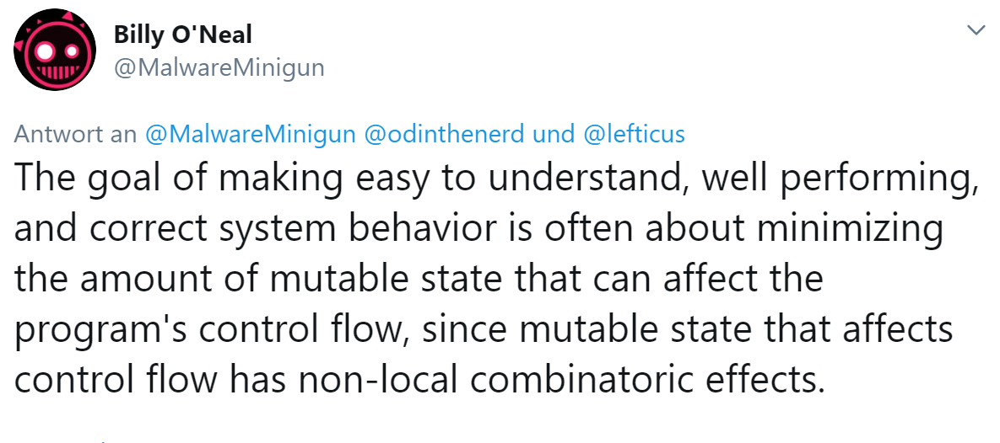 Billy O'Neal
@MalwareMinigun
Antwort an @MalwareMinigun @odinthenerd und @lefticus
The goal of making easy to understand, well performing,
and correct system behavior is often about minimizing
the amount of mutable state that can affect the
program's control flow, since mutable state that affects
control flow has non-local combinatoric effects.